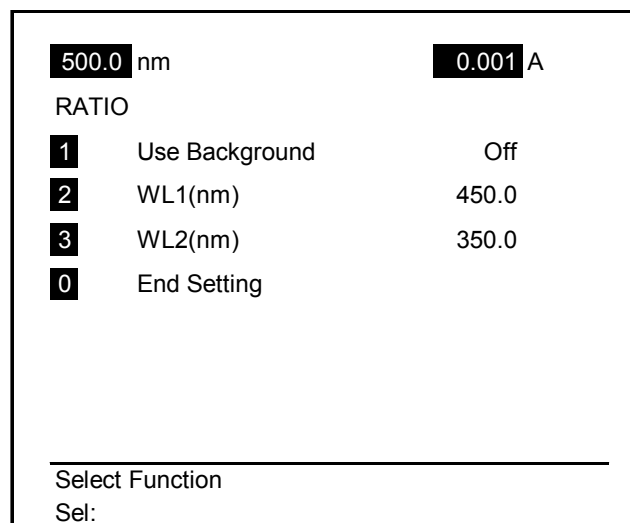 500.0 nm 0.001 A
RATIO
1 Use Background Off
2 WL1(nm) 450.0
3 WL2(nm) 350.0
0 End Setting
Select Function
Sel: